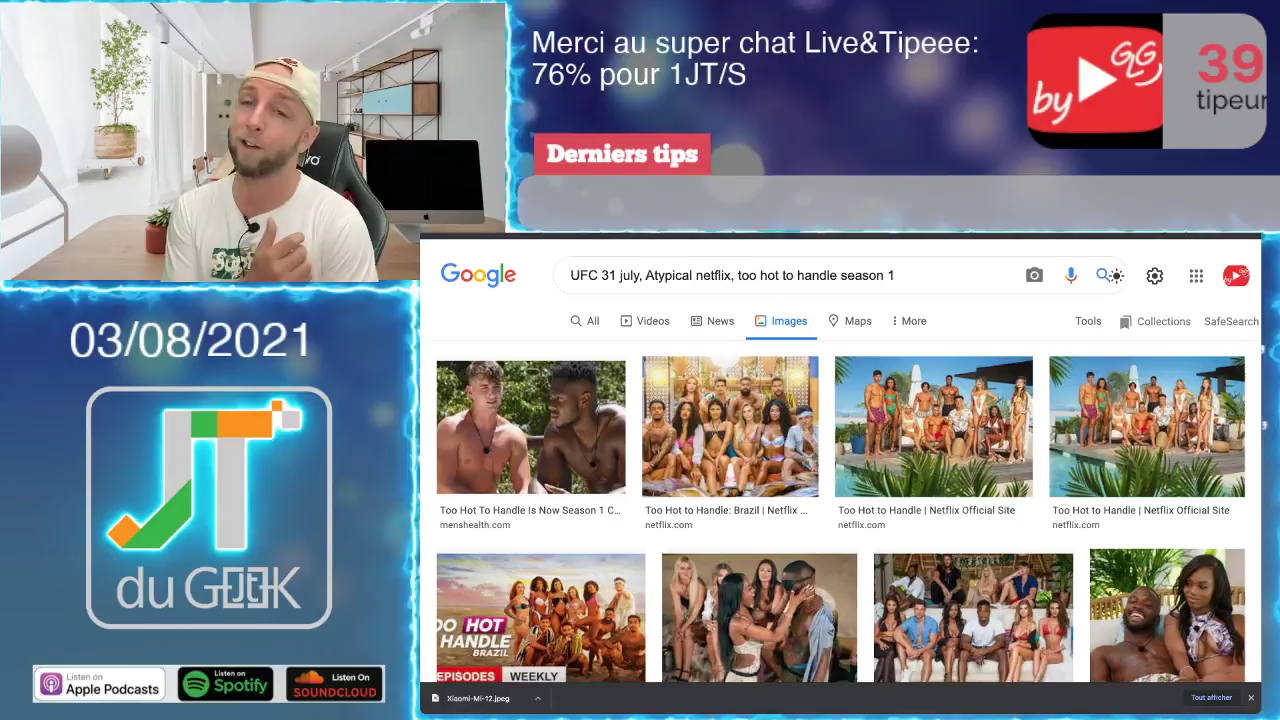 Merci au super chat Live&Tipeee:
76% pour 1JT/S
by GG
39
tipeur
Derniers tips
03/08/2021
JT
du GEEK
Listen on
Apple Podcasts
Listen on
Spotify
Listen On
SOUNDCLOUD
Google
UFC 31 july, Atypical netflix, too hot to handle season 1
All Videos News Images Maps More
Tools Collections SafeSearch
Too Hot To Handle Is Now Season 1 C...
menshealth.com
Too Hot to Handle: Brazil | Netflix ...
netflix.com
Too Hot to Handle | Netflix Official Site
netflix.com
Too Hot to Handle | Netflix Official Site
netflix.com
OO HOT
HANDLE
BRAZIL
EPISODES WEEKLY
Xiaomi-Mi-12.jpeg
Tout afficher